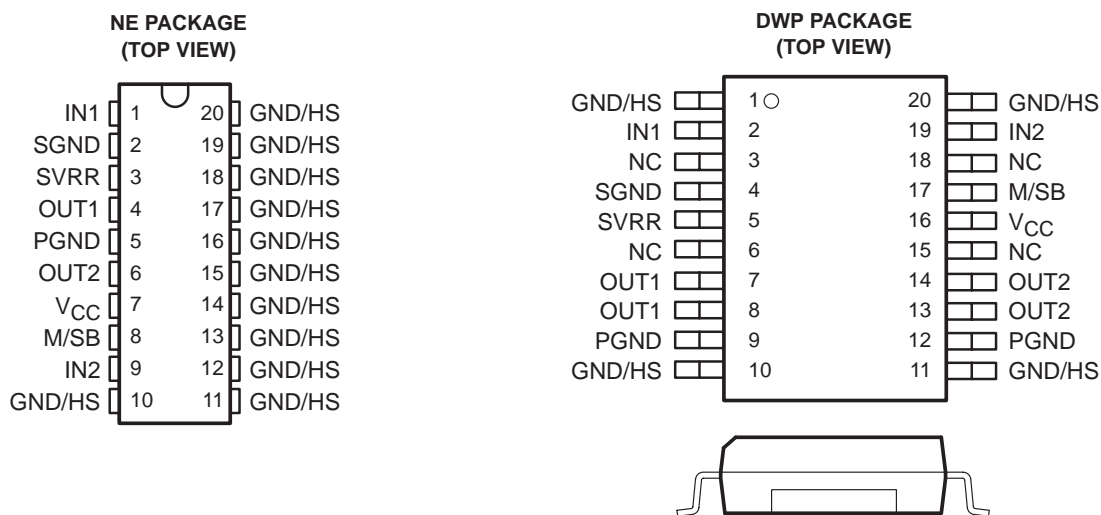 NE PACKAGE
(TOP VIEW)
IN1 1 20 GND/HS
SGND 2 19 GND/HS
SVRR 3 18 GND/HS
OUT1 4 17 GND/HS
PGND 5 16 GND/HS
OUT2 6 15 GND/HS
VCC 7 14 GND/HS
M/SB 8 13 GND/HS
IN2 9 12 GND/HS
GND/HS 10 11 GND/HS
DWP PACKAGE
(TOP VIEW)
GND/HS 1 20 GND/HS
IN1 2 19 IN2
NC 3 18 NC
SGND 4 17 M/SB
SVRR 5 16 VCC
NC 6 15 NC
OUT1 7 14 OUT2
OUT1 8 13 OUT2
PGND 9 12 PGND
GND/HS 10 11 GND/HS